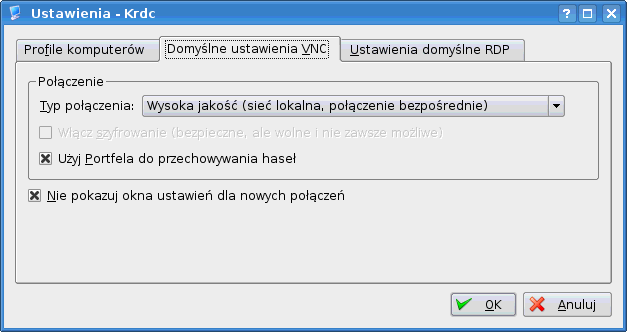 Ustawienia - Krdc
Profile komputerów
Domyślne ustawienia VNC
Ustawienia domyślne RDP
Połączenie
Typ połączenia:
Wysoka jakość (sieć lokalna, połączenie bezpośrednie)
Włącz szyfrowanie (bezpieczne, ale wolne i nie zawsze możliwe)
Użyj Portfela do przechowywania haseł
Nie pokazuj okna ustawień dla nowych połączeń
OK
Anuluj